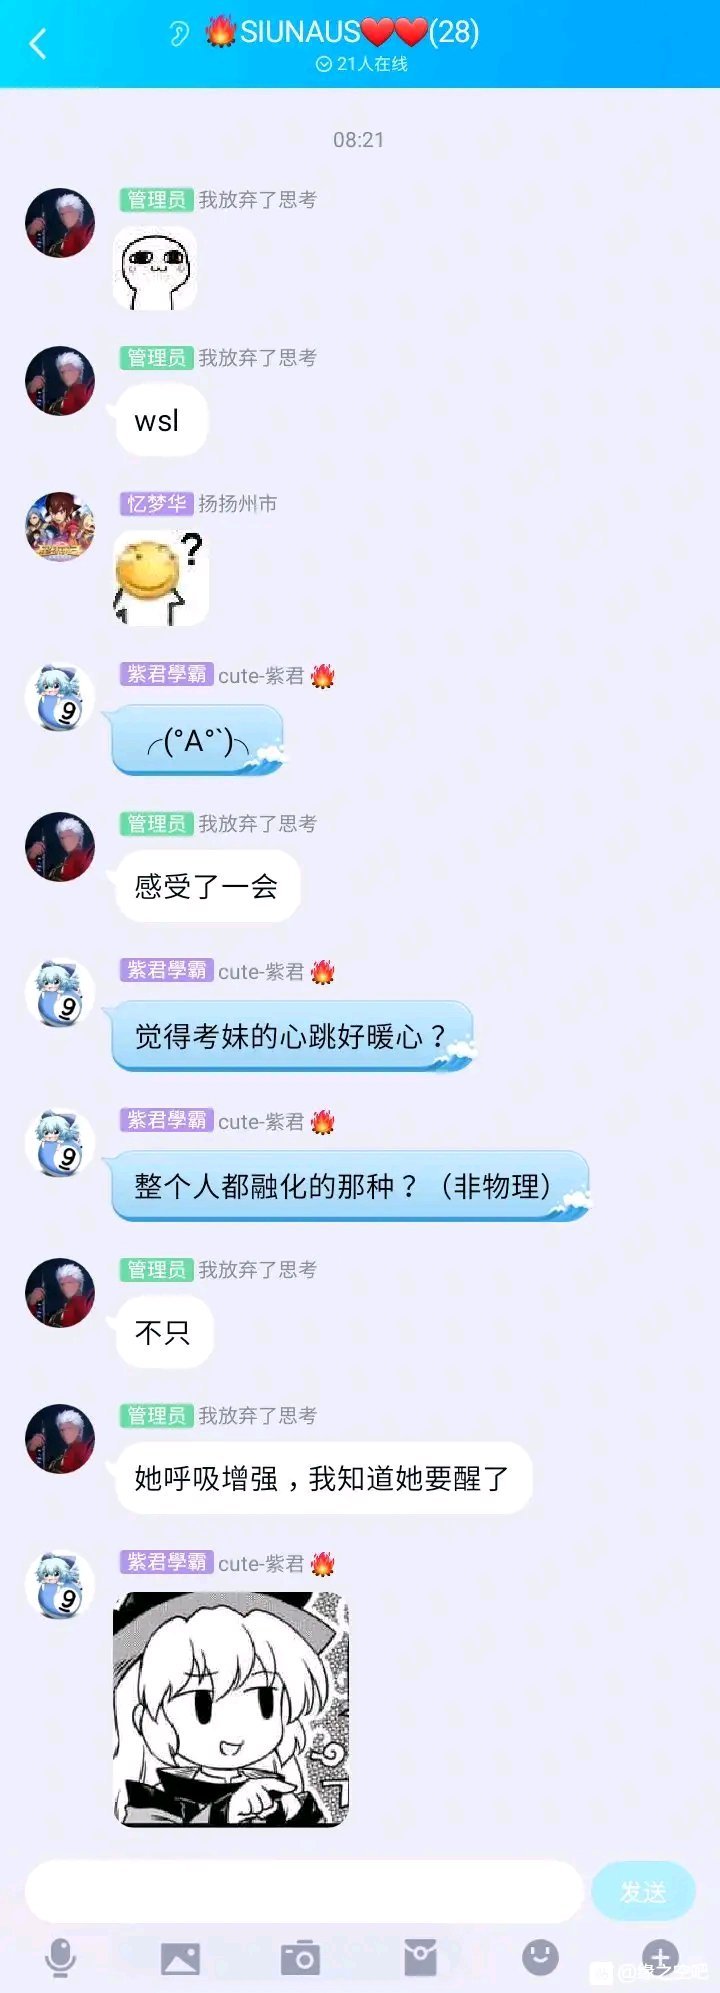 SIUNAUS(28)
21人在线
08:21
管理员 我放弃了思考
管理员 我放弃了思考
wsl
忆梦华 扬扬州市
?
紫君學霸 cute-紫君
9
╭(°A°`)╮
管理员 我放弃了思考
感受了一会
紫君學霸 cute-紫君
9
觉得考妹的心跳好暖心？
紫君學霸 cute-紫君
9
整个人都融化的那种？（非物理）
管理员 我放弃了思考
不只
管理员 我放弃了思考
她呼吸增强，我知道她要醒了
紫君學霸 cute-紫君
9
发送
@缘之空吧